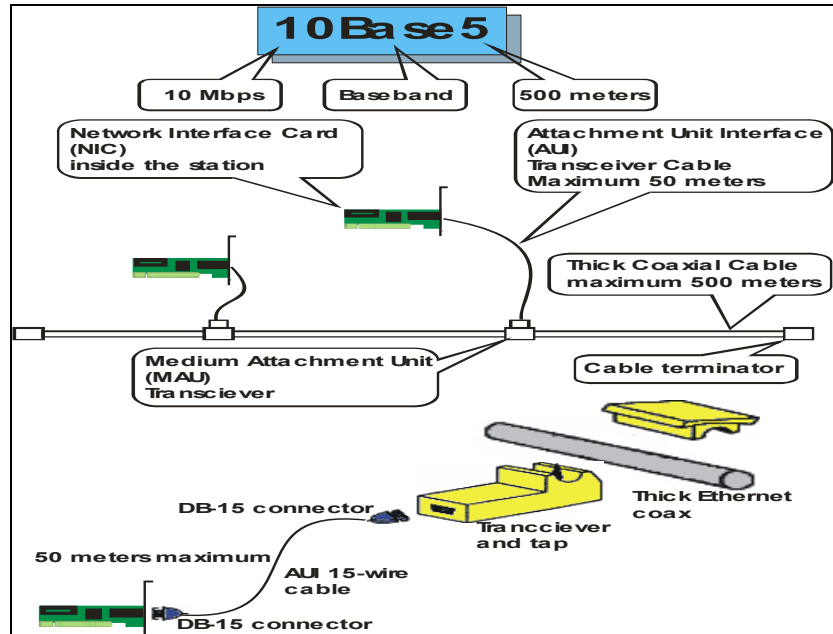 10Base5
10 Mbps
Baseband
500 meters
Network Interface Card
(NIC)
inside the station
Attachment Unit Interface
(AUI)
Transceiver Cable
Maximum 50 meters
Thick Coaxial Cable
maximum 500 meters
Medium Attachment Unit
(MAU)
Transciever
Cable terminator
DB-15 connector
Thick Ethernet
coax
Trancciever
and tap
50 meters maximum
AUI 15-wire
cable
DB-15 connector